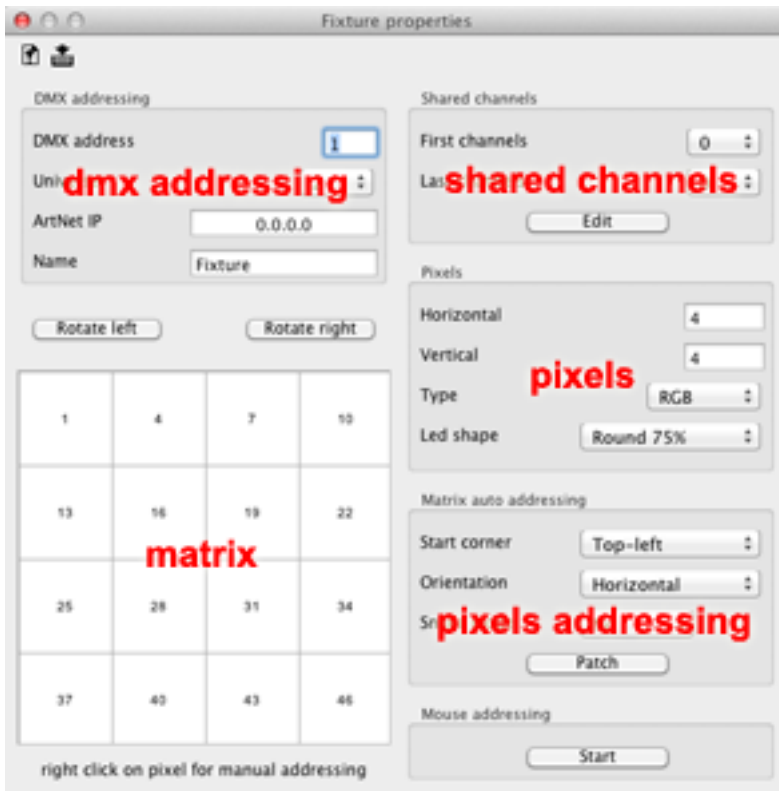 Fixture properties
DMX addressing
DMX address 1
dmx addressing
ArtNet IP 0.0.0.0
Name Fixture
Rotate left Rotate right
1 4 7 10
13 16 19 22
matrix
25 28 31 34
37 40 43 46
right click on pixel for manual addressing
Shared channels
First channels 0
shared channels
Edit
Pixels
Horizontal 4
Vertical 4
pixels
Type RGB
Led shape Round 75%
Matrix auto addressing
Start corner Top-left
Orientation Horizontal
pixels addressing
Patch
Mouse addressing
Start